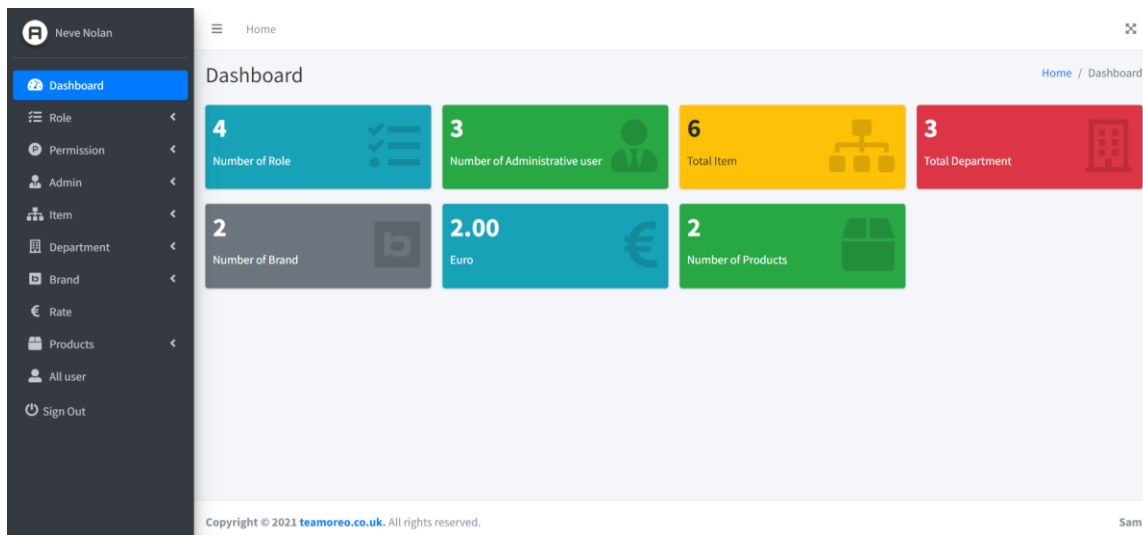 Neve Nolan
Home
Dashboard
Role
Permission
Admin
Item
Department
Brand
Rate
Products
All user
Sign Out
Dashboard
Home / Dashboard
4
Number of Role
3
Number of Administrative user
6
Total Item
3
Total Department
2
Number of Brand
2.00
Euro
2
Number of Products
Copyright © 2021 teamoreo.co.uk. All rights reserved.
Sam